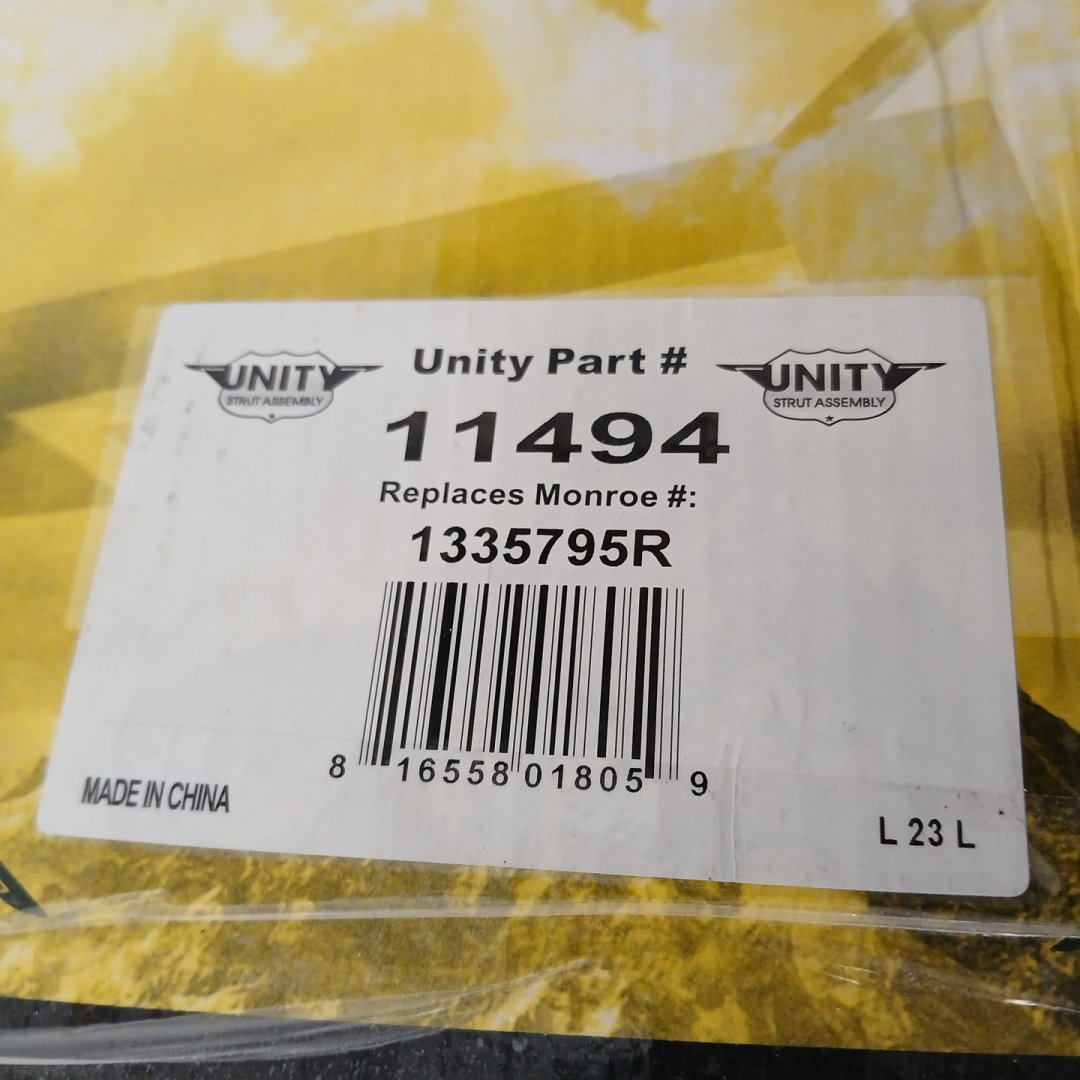 UNITY
STRUT ASSEMBLY
Unity Part #
UNITY
STRUT ASSEMBLY
11494
Replaces Monroe #:
1335795R
8 16558 01805 9
MADE IN CHINA
L 23 L